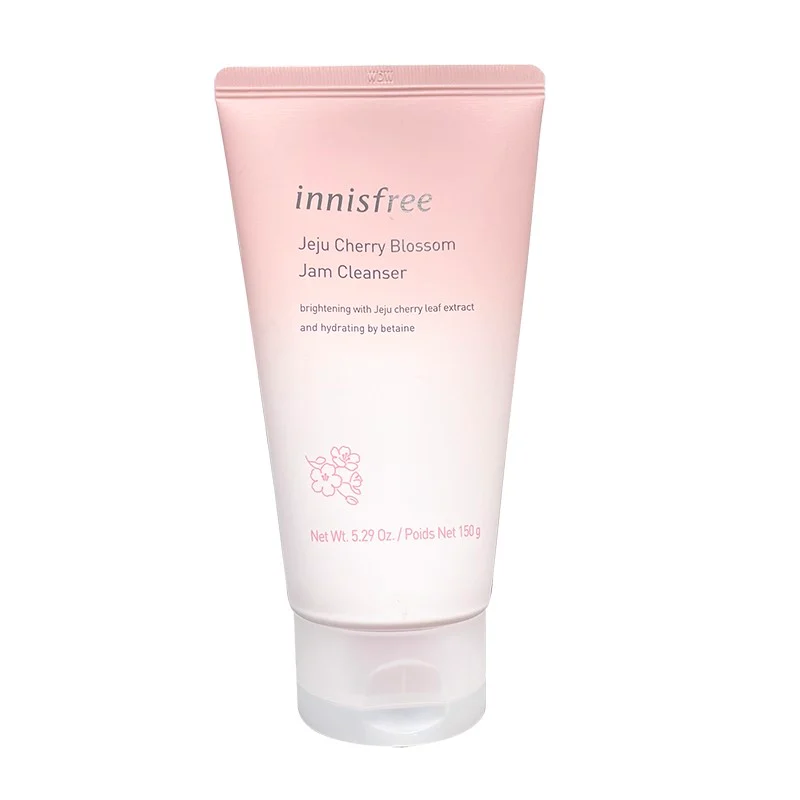 innisfree
Jeju Cherry Blossom
Jam Cleanser
brightening with Jeju cherry leaf extract
and hydrating by betaine
Net Wt. 5.29 Oz. / Poids Net 150 g